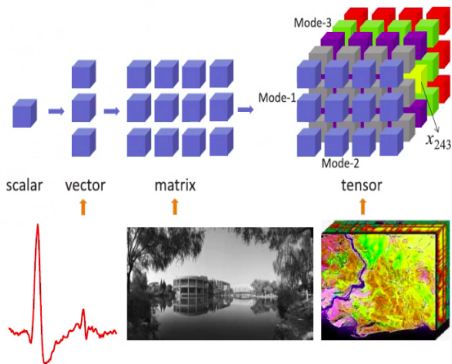 Mode-3
Mode-1
x243
Mode-2
scalar
vector
matrix
tensor